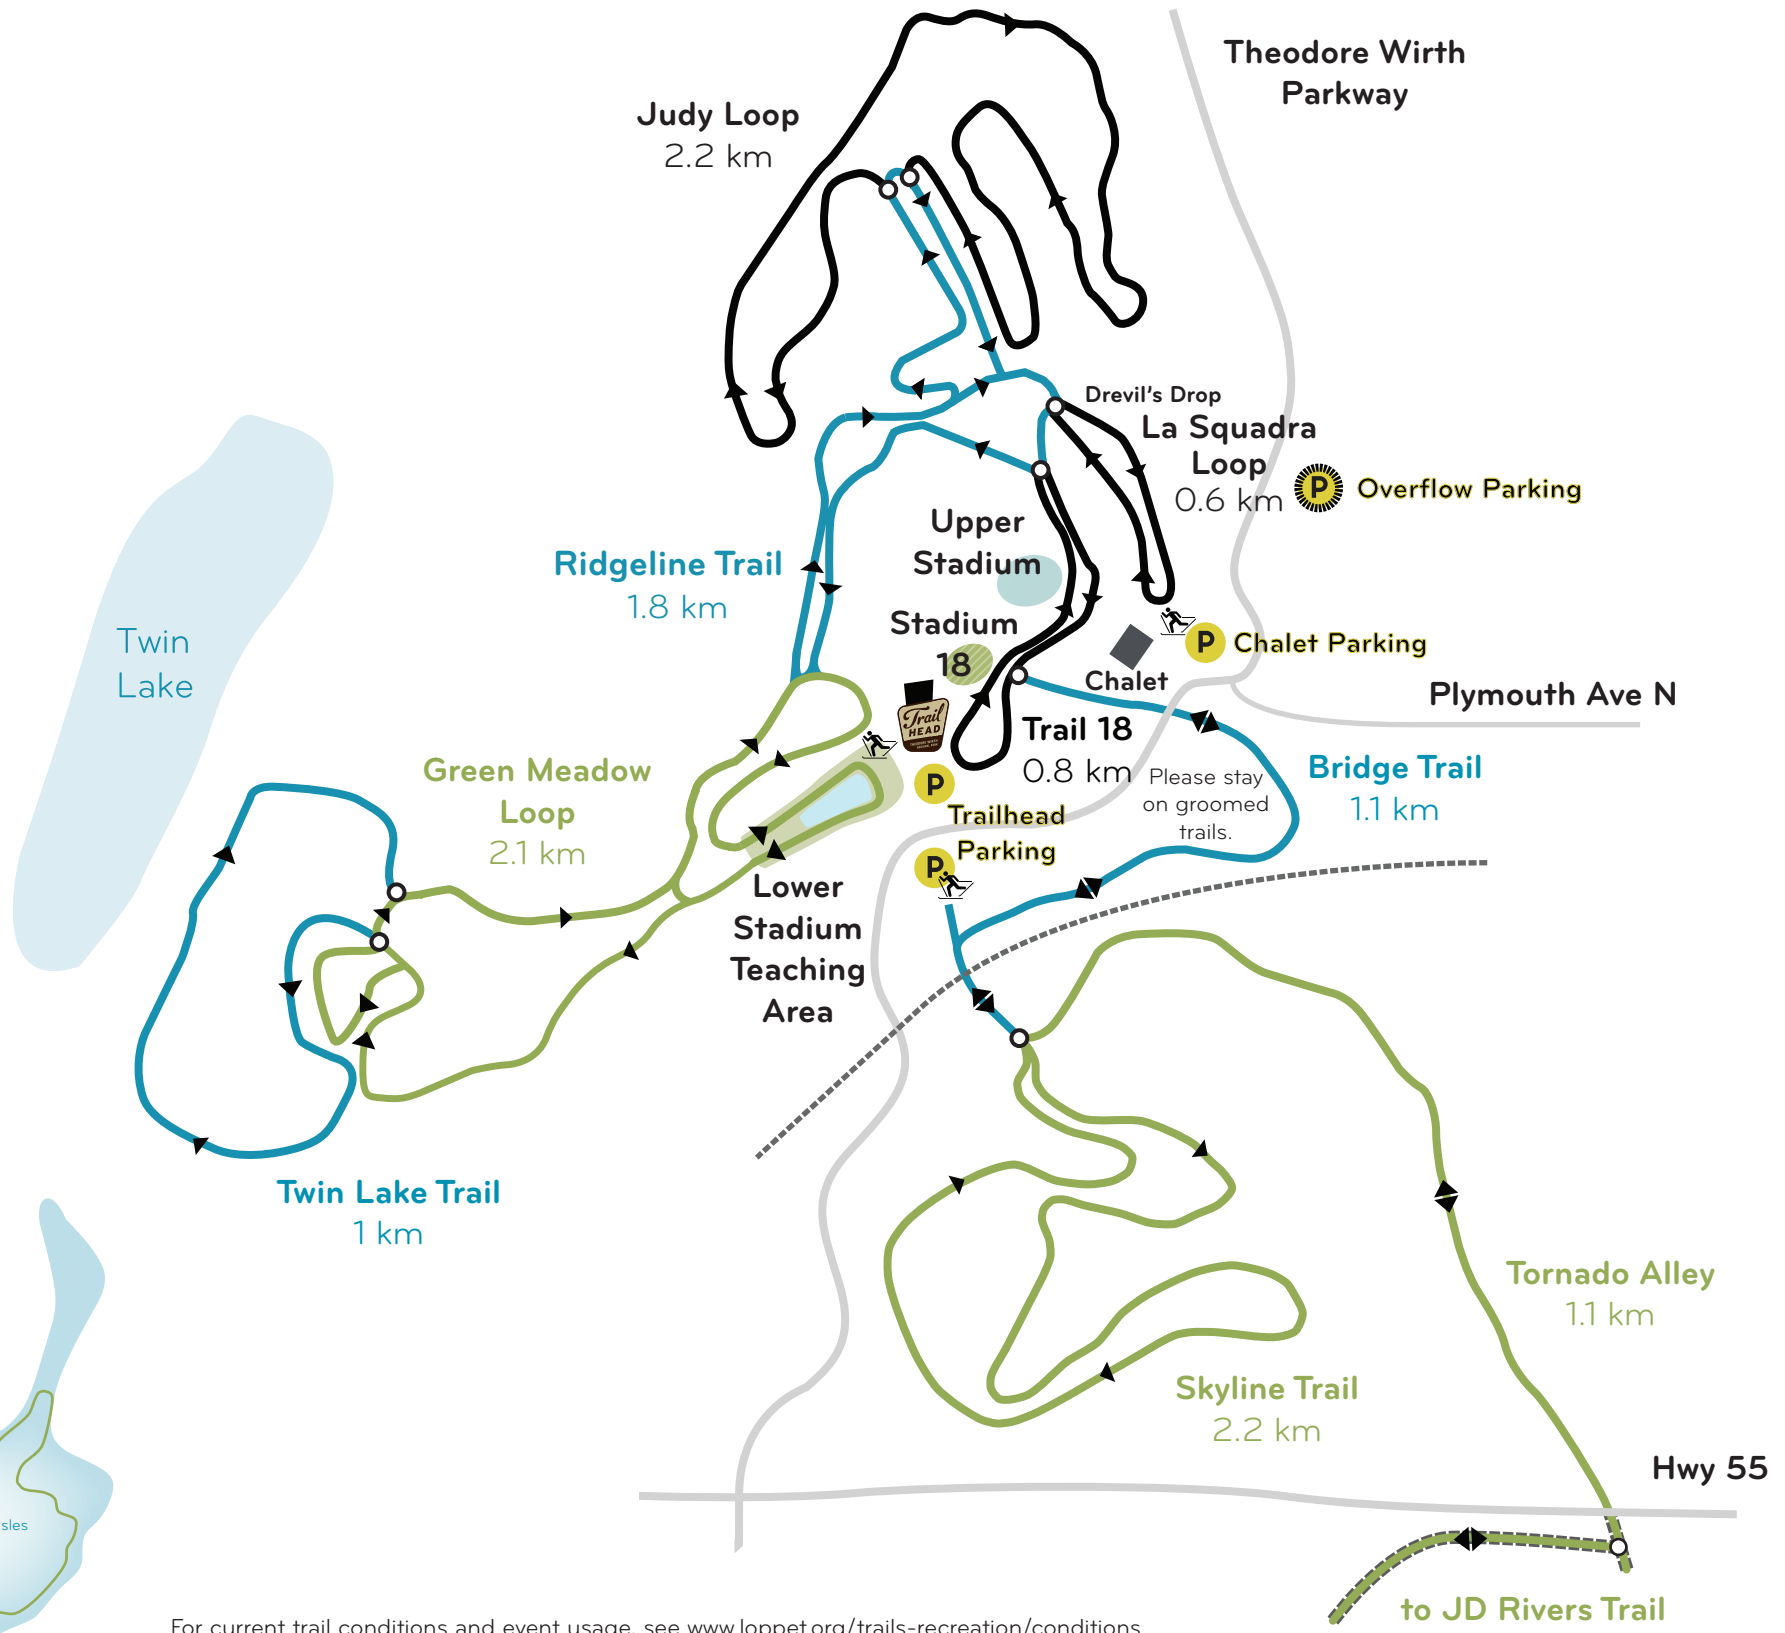 Theodore Wirth
Parkway
Judy Loop
2.2 km
Drevil's Drop
La Squadra
Loop
0.6 km
P
Overflow Parking
Upper
Stadium
Ridgeline Trail
1.8 km
Stadium
18
Twin
Lake
P
Chalet Parking
Chalet
Plymouth Ave N
Trail
HEAD
Trail 18
0.8 km
Please stay
on groomed
trails.
Bridge Trail
1.1 km
Green Meadow
Loop
2.1 km
P
Trailhead
Parking
P
Lower
Stadium
Teaching
Area
Twin Lake Trail
1 km
Tornado Alley
1.1 km
Skyline Trail
2.2 km
Hwy 55
sles
to JD Rivers Trail
For current trail conditions and event usage, see www.loppet.org/trails-recreation/conditions